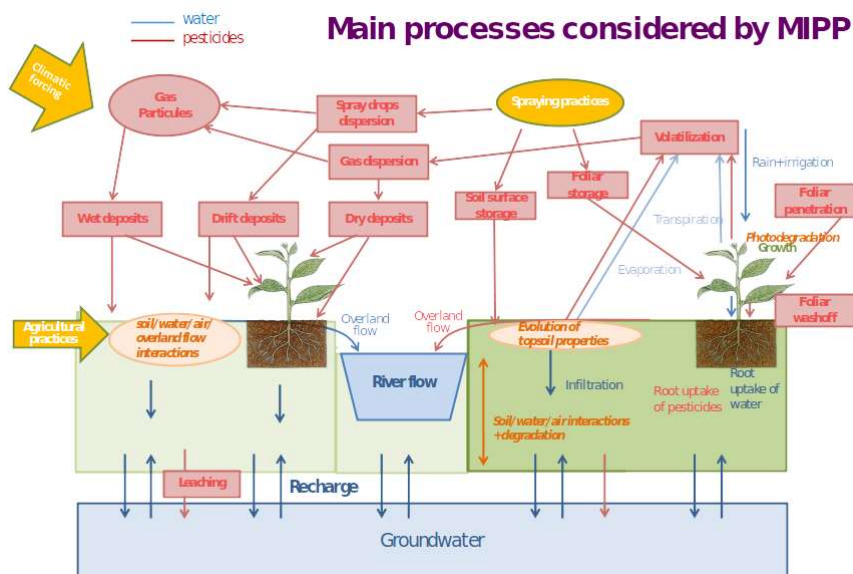 water
pesticides
Main processes considered by MIPP
Climatic
forcing
Gas
Particules
Spray drops
dispersion
Spraying practices
Volatilization
Gas dispersion
Rain+irrigation
Foliar
storage
Soil surface
storage
Foliar
penetration
Wet deposits
Drift deposits
Dry deposits
Transpiration
Photodegradation
Growth
Evaporation
Agricultural
practices
soil/water/air/
overland flow
interactions
Overland
flow
Overland
flow
Evolution of
topsoil properties
Foliar
washoff
River flow
Infiltration
Root uptake
of pesticides
Root
uptake of
water
Soil/water/air interactions
+degradation
Leaching
Recharge
Groundwater